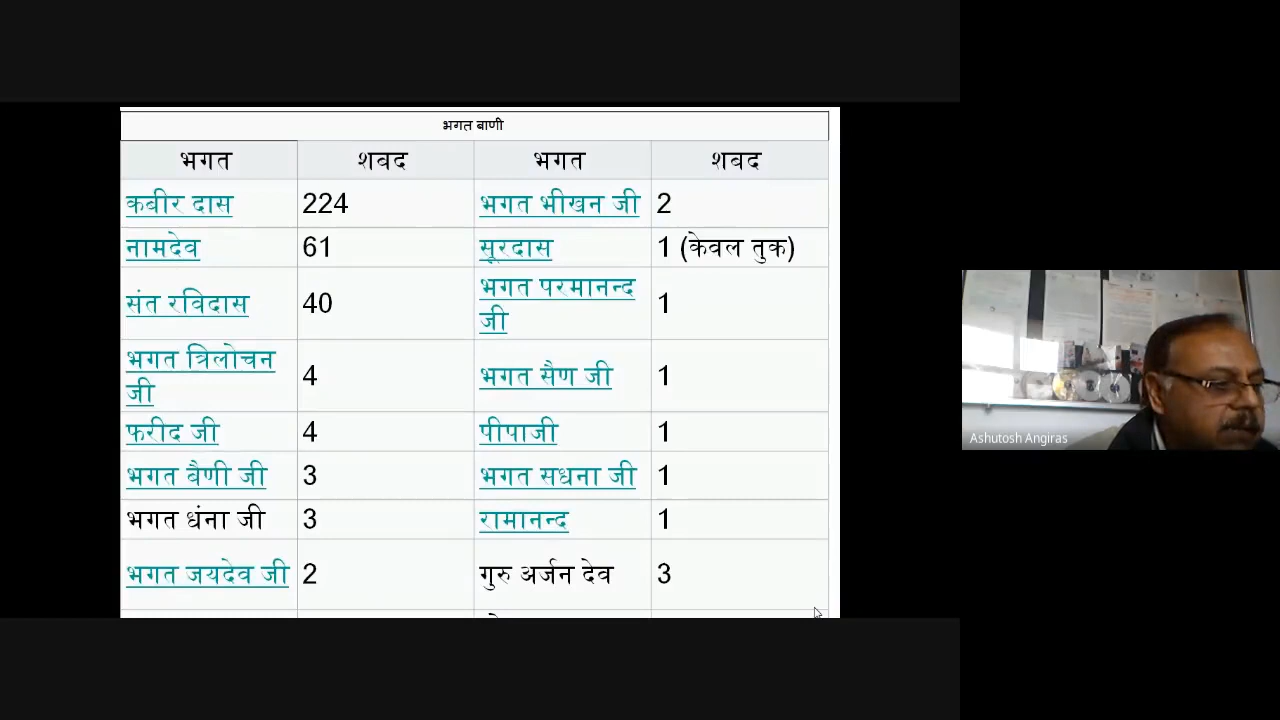 भगत बाणी
भगत शबद भगत शबद
कबीर दास 224 भगत भीखन जी 2
नामदेव 61 सूरदास 1 (केवल तुक)
संत रविदास 40 भगत परमानन्द जी 1
भगत त्रिलोचन जी 4 भगत सैण जी 1
फरीद जी 4 पीपाजी 1
भगत बैणी जी 3 भगत सधना जी 1
भगत धंना जी 3 रामानन्द 1
भगत जयदेव जी 2 गुरु अर्जन देव 3
Ashutosh Angiras